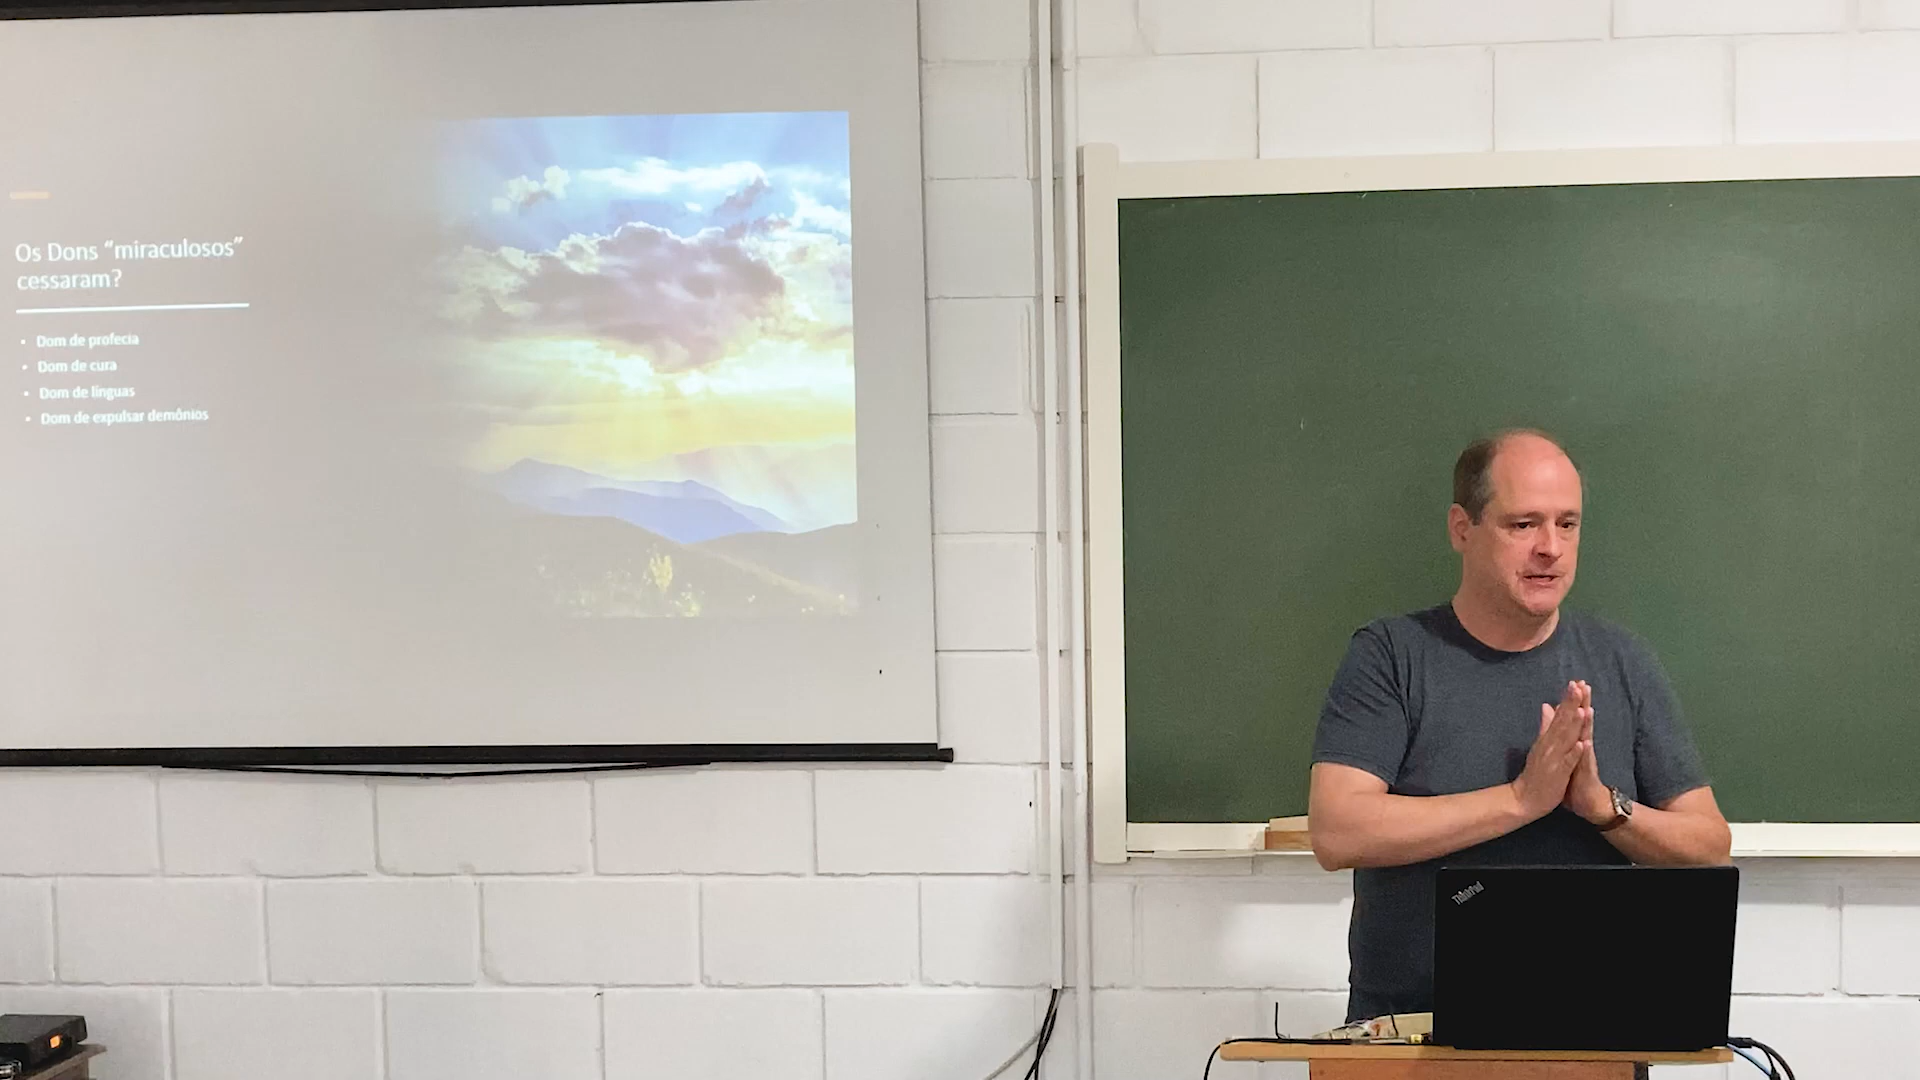 Os Dons “miraculosos”
cessaram?
• Dom de profecia
• Dom de cura
• Dom de línguas
• Dom de expulsar demônios
ThinkPad